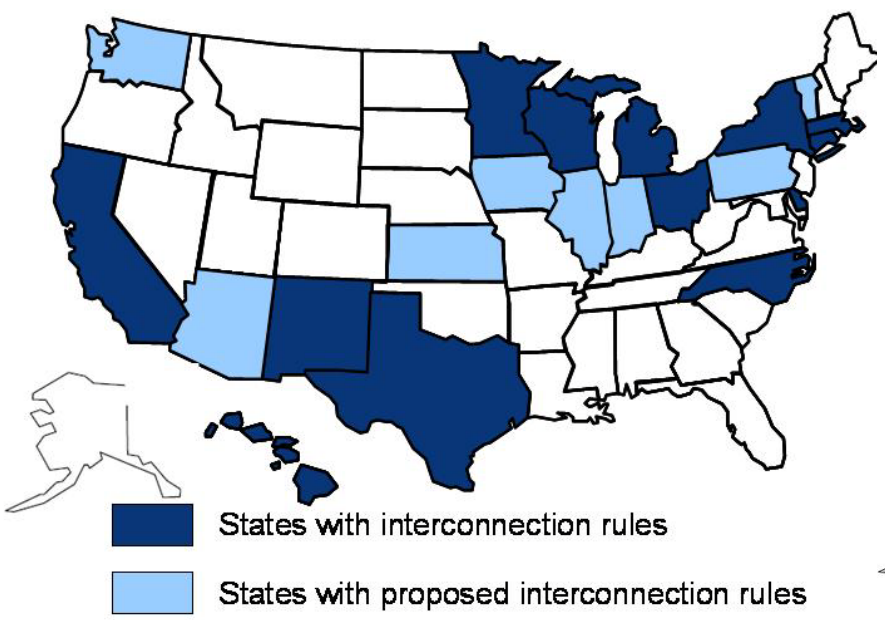 States with interconnection rules
States with proposed interconnection rules